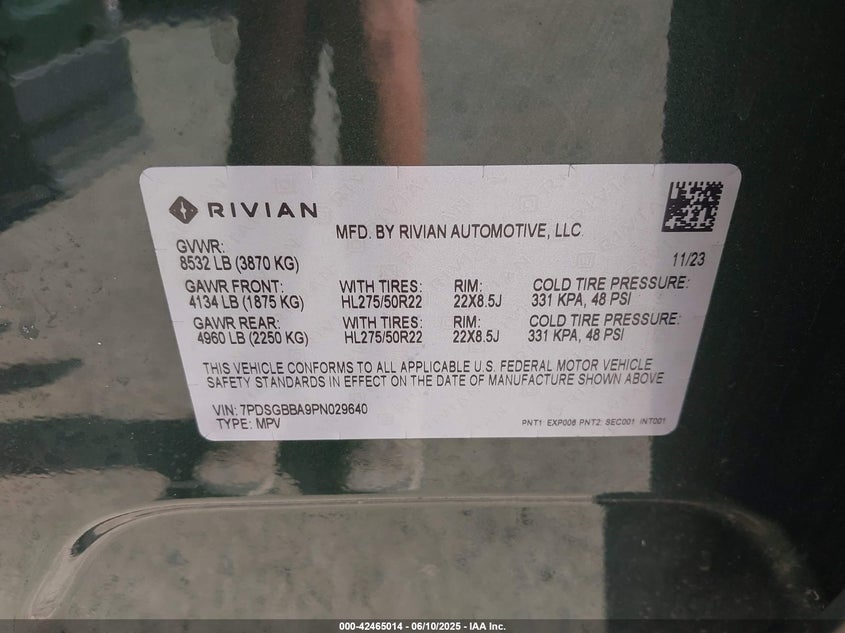 RIVIAN
MFD. BY RIVIAN AUTOMOTIVE, LLC
GVWR:
8532 LB (3870 KG)
11/23
GAWR FRONT: WITH TIRES: RIM: COLD TIRE PRESSURE:
4134 LB (1875 KG) HL275/50R22 22X8.5J 331 KPA, 48 PSI
GAWR REAR: WITH TIRES: RIM: COLD TIRE PRESSURE:
4960 LB (2250 KG) HL275/50R22 22X8.5J 331 KPA, 48 PSI
THIS VEHICLE CONFORMS TO ALL APPLICABLE U.S. FEDERAL MOTOR VEHICLE
SAFETY STANDARDS IN EFFECT ON THE DATE OF MANUFACTURE SHOWN ABOVE
VIN: 7PDSGBBA9PN029640
TYPE: MPV
PNT1: EXP006 PNT2: SEC001 INT001
000-42465014 - 06/10/2025 - IAA Inc.